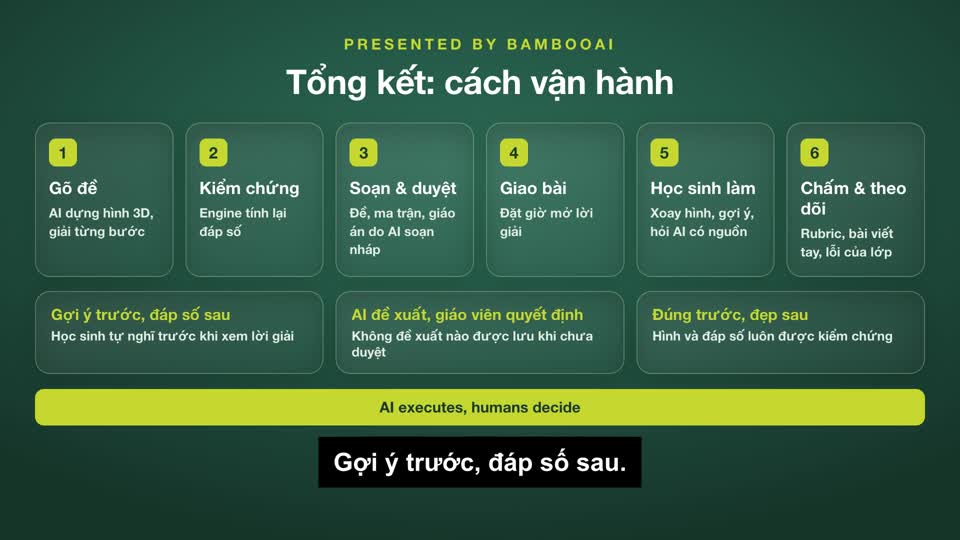 PRESENTED BY BAMBOOAI
Tổng kết: cách vận hành
1
Gõ đề
AI dựng hình 3D,
giải từng bước
2
Kiểm chứng
Engine tính lại
đáp số
3
Soạn & duyệt
Đề, ma trận, giáo
án do AI soạn
nháp
4
Giao bài
Đặt giờ mở lời
giải
5
Học sinh làm
Xoay hình, gợi ý,
hỏi AI có nguồn
6
Chấm & theo
dõi
Rubric, bài viết
tay, lỗi của lớp
Gợi ý trước, đáp số sau
Học sinh tự nghĩ trước khi xem lời giải
AI đề xuất, giáo viên quyết định
Không đề xuất nào được lưu khi chưa
duyệt
Đúng trước, đẹp sau
Hình và đáp số luôn được kiểm chứng
AI executes, humans decide
Gợi ý trước, đáp số sau.